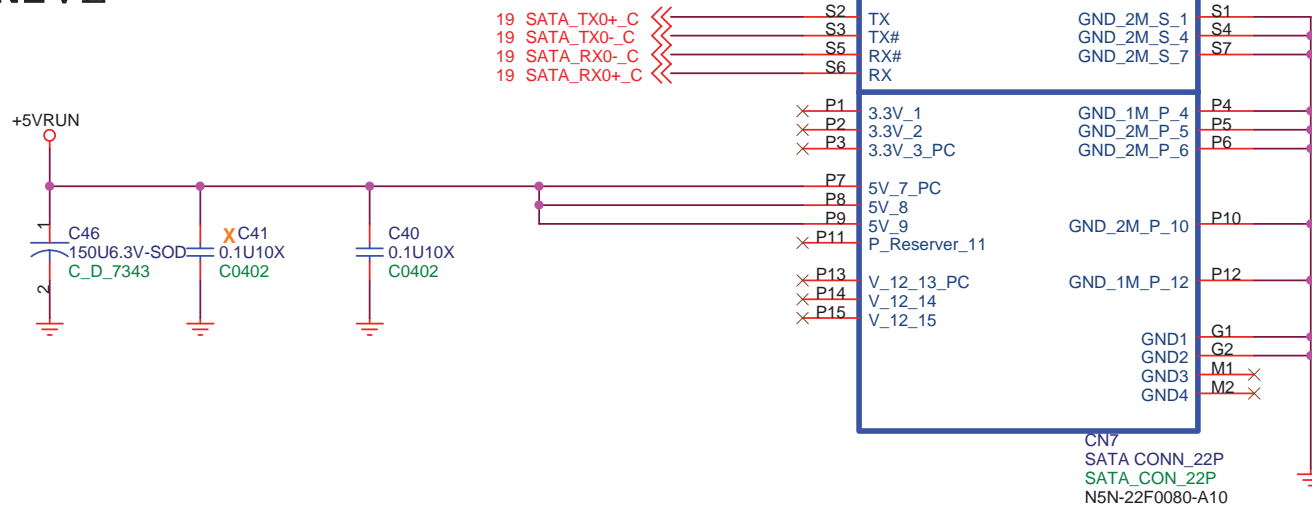 19 SATA_TX0+_C S2 TX GND_2M_S_1 S1
19 SATA_TX0-_C S3 TX# GND_2M_S_4 S4
19 SATA_RX0-_C S5 RX# GND_2M_S_7 S7
19 SATA_RX0+_C S6 RX
P1 3.3V_1 GND_1M_P_4 P4
P2 3.3V_2 GND_2M_P_5 P5
P3 3.3V_3_PC GND_2M_P_6 P6
+5VRUN
P7 5V_7_PC
P8 5V_8
P9 5V_9 GND_2M_P_10 P10
P11 P_Reserver_11
1 C46 X C41 C40
150U6.3V-SOD 0.1U10X 0.1U10X
C_D_7343 C0402 C0402
2
P13 V_12_13_PC GND_1M_P_12 P12
P14 V_12_14
P15 V_12_15
GND1 G1
GND2 G2
GND3 M1
GND4 M2
CN7
SATA CONN_22P
SATA_CON_22P
N5N-22F0080-A10